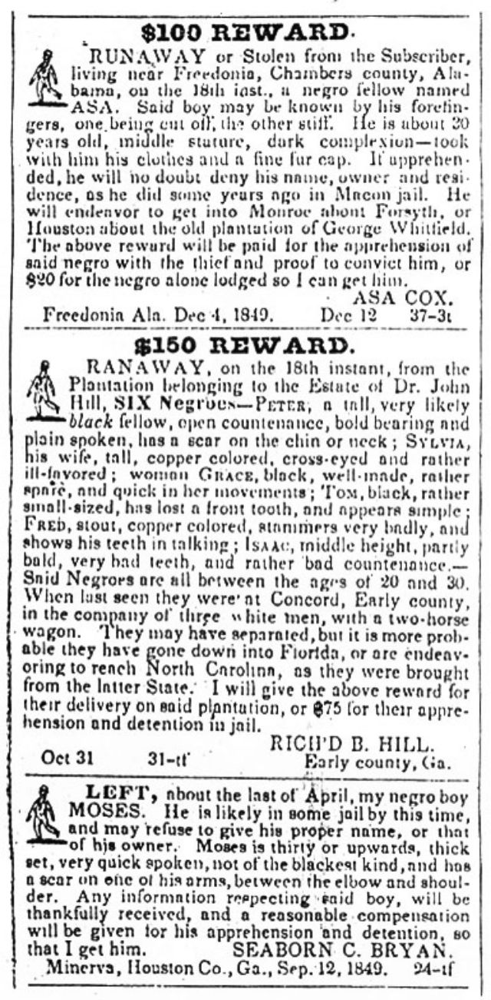 $100 REWARD.
RUNAWAY or Stolen from the Subscriber,
living near Freedonia, Chambers county, Ala-
bama, on the 18th inst., a negro fellow named
ASA. Said boy may be known by his forefin-
gers, one being cut off, the other stiff. He is about 30
years old, middle stature, dark complexion—took
with him his clothes and a fine fur cap. If apprehen-
ded, he will no doubt deny his name, owner and resi-
dence, as he did some years ago in Macon jail. He
will endeavor to get into Monroe about Forsyth, or
Houston about the old plantation of George Whitfield.
The above reward will be paid for the apprehension of
said negro with the thief and proof to convict him, or
$20 for the negro alone lodged so I can get him.
ASA COX.
Freedonia Ala. Dec 4, 1849. Dec 12 37-3t
$150 REWARD.
RANAWAY, on the 18th instant, from the
Plantation belonging to the Estate of Dr. John
Hill, SIX Negroes—PETER, a tall, very likely
black fellow, open countenance, bold bearing and
plain spoken, has a scar on the chin or neck; SYLVIA,
his wife, tall, copper colored, cross-eyed and rather
ill-favored; woman GRACE, black, well-made, rather
spare, and quick in her movements; TOM, black, rather
small-sized, has lost a front tooth, and appears simple;
FRED, stout, copper colored, stammers very badly, and
shows his teeth in talking; ISAAC, middle height, partly
bald, very bad teeth, and rather bad countenance.—
Said Negroes are all between the ages of 20 and 30.
When last seen they were at Concord, Early county,
in the company of three white men, with a two-horse
wagon. They may have separated, but it is more prob-
able they have gone down into Florida, or are endeav-
oring to reach North Carolina, as they were brought
from the latter State. I will give the above reward for
their delivery on said plantation, or $75 for their appre-
hension and detention in jail.
RICH'D B. HILL.
Oct 31 31-tf Early county, Ga.
LEFT, about the last of April, my negro boy
MOSES. He is likely in some jail by this time,
and may refuse to give his proper name, or that
of his owner. Moses is thirty or upwards, thick
set, very quick spoken, not of the blackest kind, and has
a scar on one of his arms, between the elbow and shoul-
der. Any information respecting said boy, will be
thankfully received, and a reasonable compensation
will be given for his apprehension and detention, so
that I get him. SEABORN C. BRYAN.
Minerva, Houston Co., Ga., Sep. 12, 1849. 24-tf